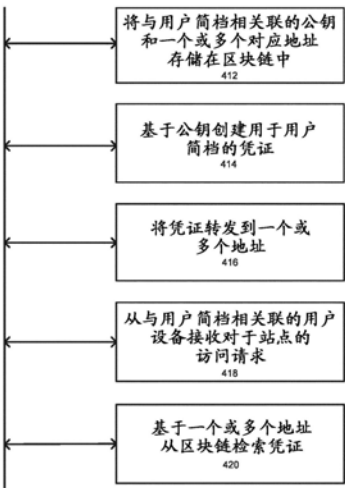 将与用户简档相关联的公钥
和一个或多个对应地址
存储在区块链中
412
基于公钥创建用于用户
简档的凭证
414
将凭证转发到一个或
多个地址
416
从与用户简档相关联的用户
设备接收对于站点的
访问请求
418
基于一个或多个地址
从区块链检索凭证
420